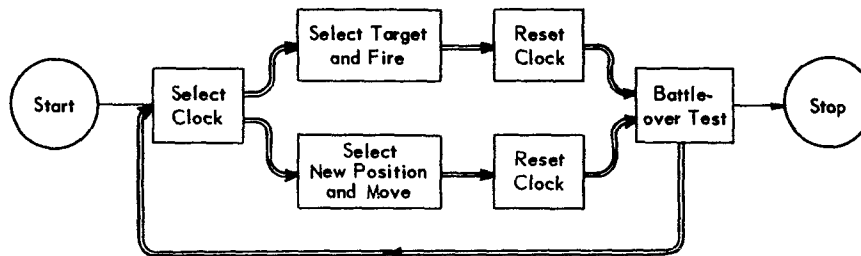 Start
Select
Clock
Select Target
and Fire
Reset
Clock
Select
New Position
and Move
Reset
Clock
Battle-
over Test
Stop